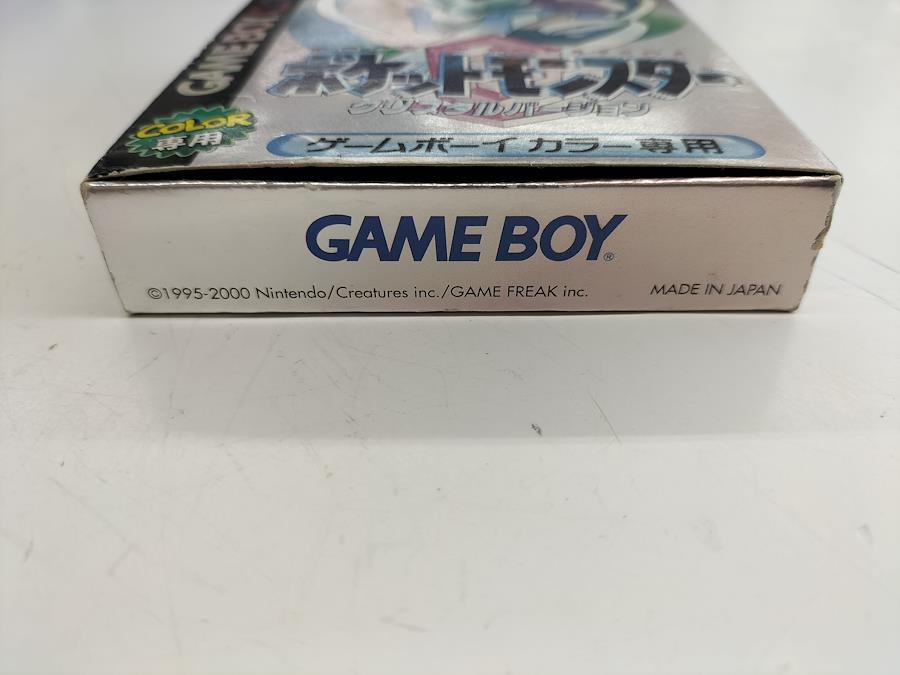 GAME BOY
ポケットモンスター
クリスタルバージョン
COLOR
専用
ゲームボーイ カラー専用
GAME BOY®
©1995-2000 Nintendo/Creatures inc./GAME FREAK inc.
MADE IN JAPAN